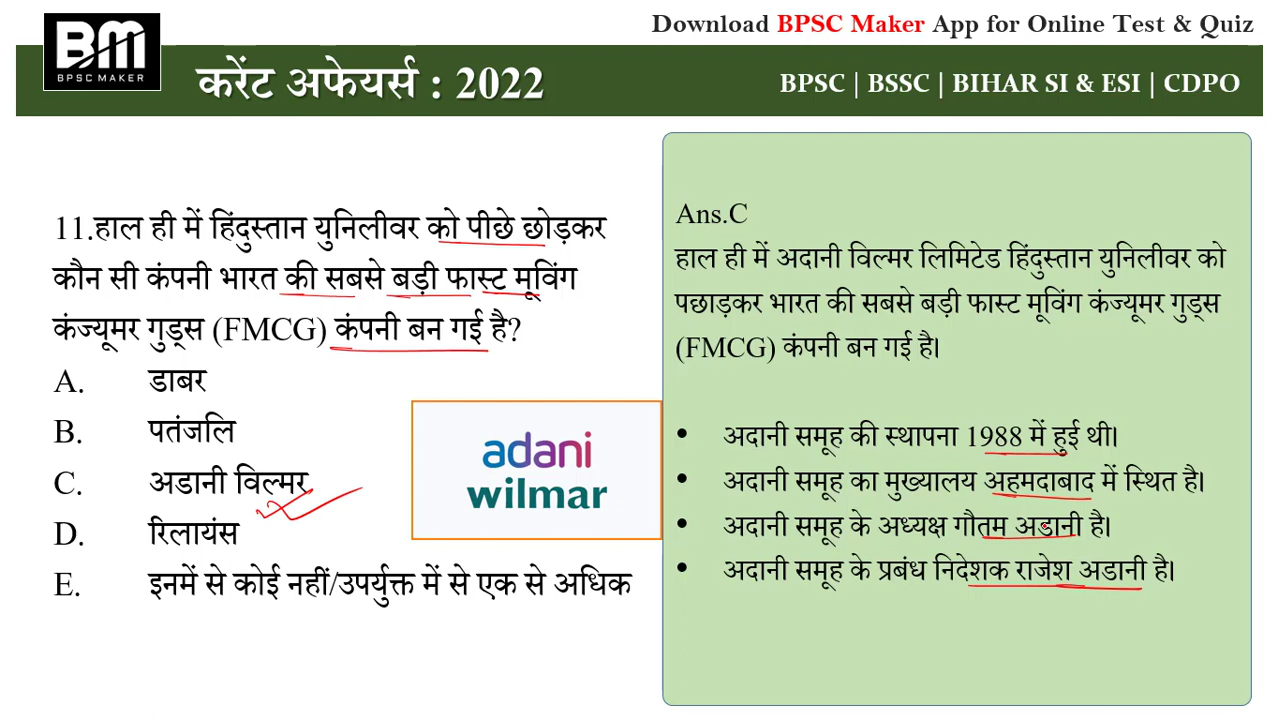 Download BPSC Maker App for Online Test & Quiz
BM
BPSC MAKER
करेंट अफेयर्स : 2022
BPSC | BSSC | BIHAR SI & ESI | CDPO
11.हाल ही में हिंदुस्तान युनिलीवर को पीछे छोड़कर
कौन सी कंपनी भारत की सबसे बड़ी फास्ट मूविंग
कंज्यूमर गुड्स (FMCG) कंपनी बन गई है?
A. डाबर
B. पतंजलि
C. अडानी विल्मर
D. रिलायंस
E. इनमें से कोई नहीं/उपर्युक्त में से एक से अधिक
adani
wilmar
Ans.C
हाल ही में अदानी विल्मर लिमिटेड हिंदुस्तान युनिलीवर को
पछाड़कर भारत की सबसे बड़ी फास्ट मूविंग कंज्यूमर गुड्स
(FMCG) कंपनी बन गई है।
• अदानी समूह की स्थापना 1988 में हुई थी।
• अदानी समूह का मुख्यालय अहमदाबाद में स्थित है।
• अदानी समूह के अध्यक्ष गौतम अडानी है।
• अदानी समूह के प्रबंध निदेशक राजेश अडानी है।